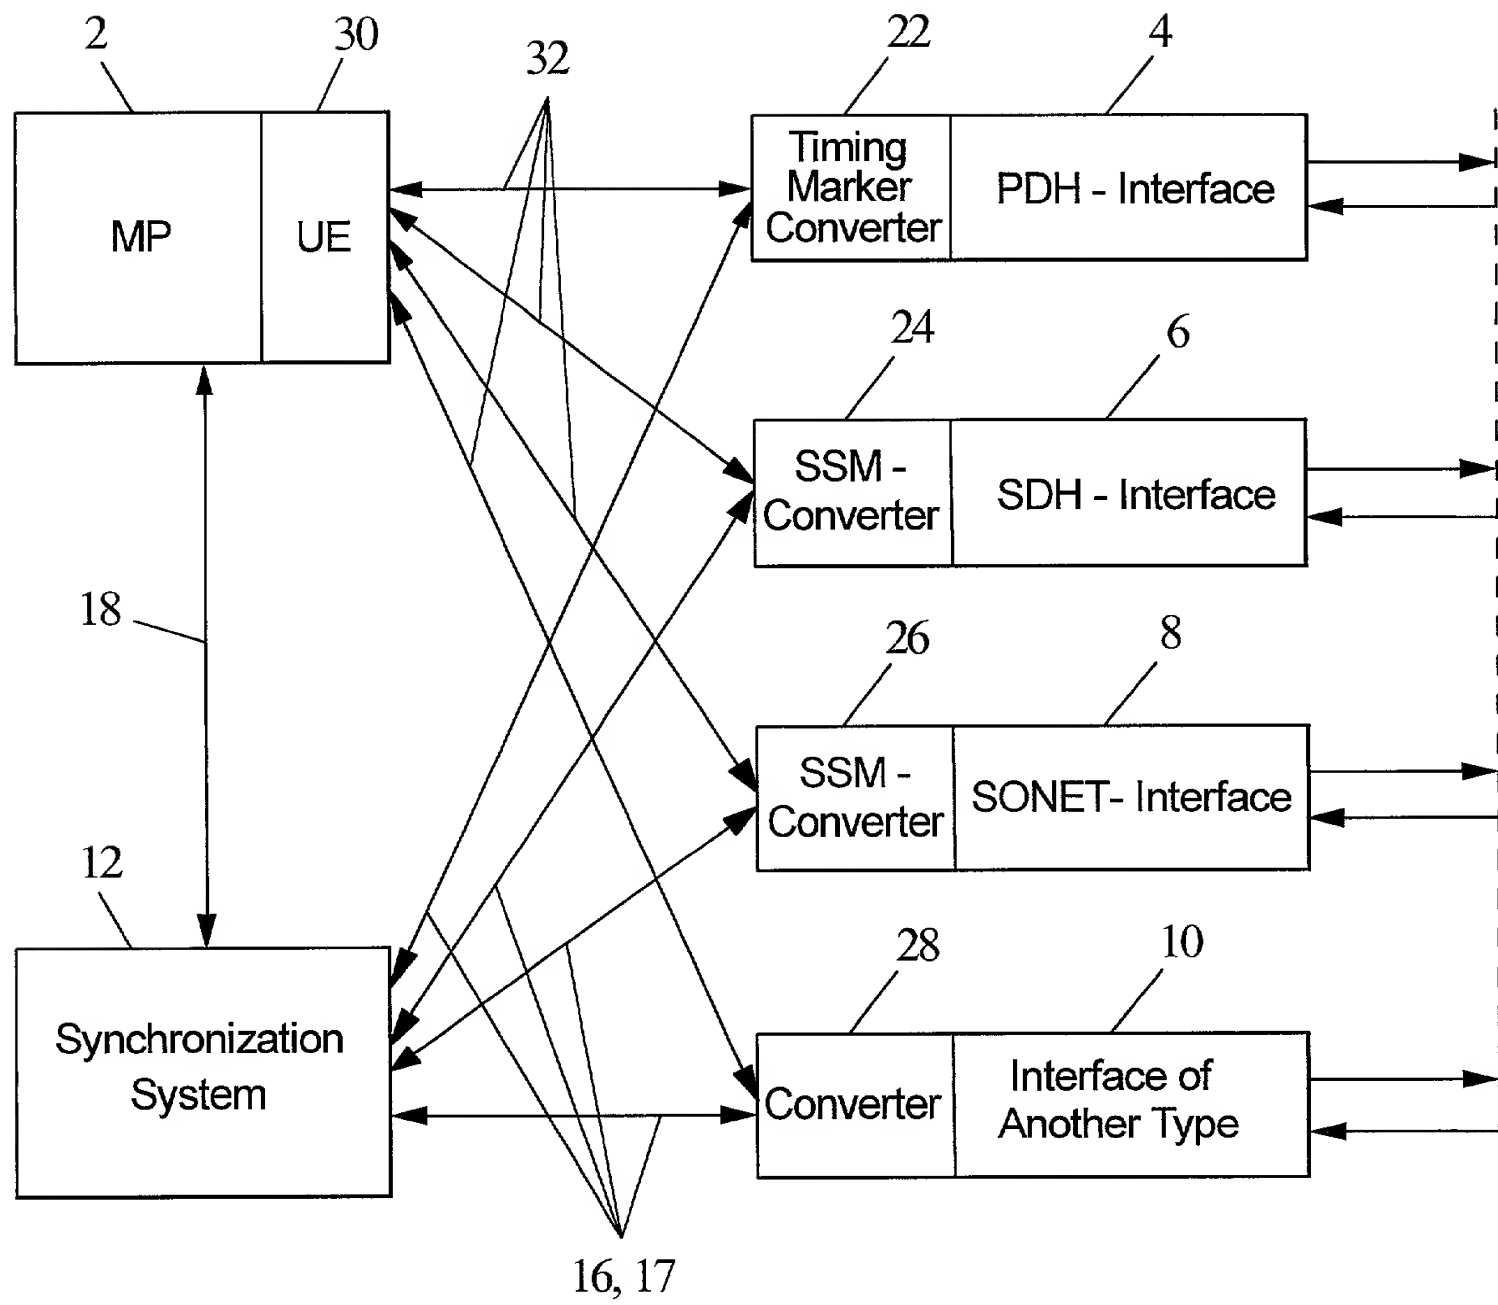 2
30
32
22
4
MP
UE
Timing
Marker
Converter
PDH - Interface
24
6
SSM -
Converter
SDH - Interface
18
26
8
SSM -
Converter
SONET- Interface
12
28
10
Synchronization
System
Converter
Interface of
Another Type
16, 17